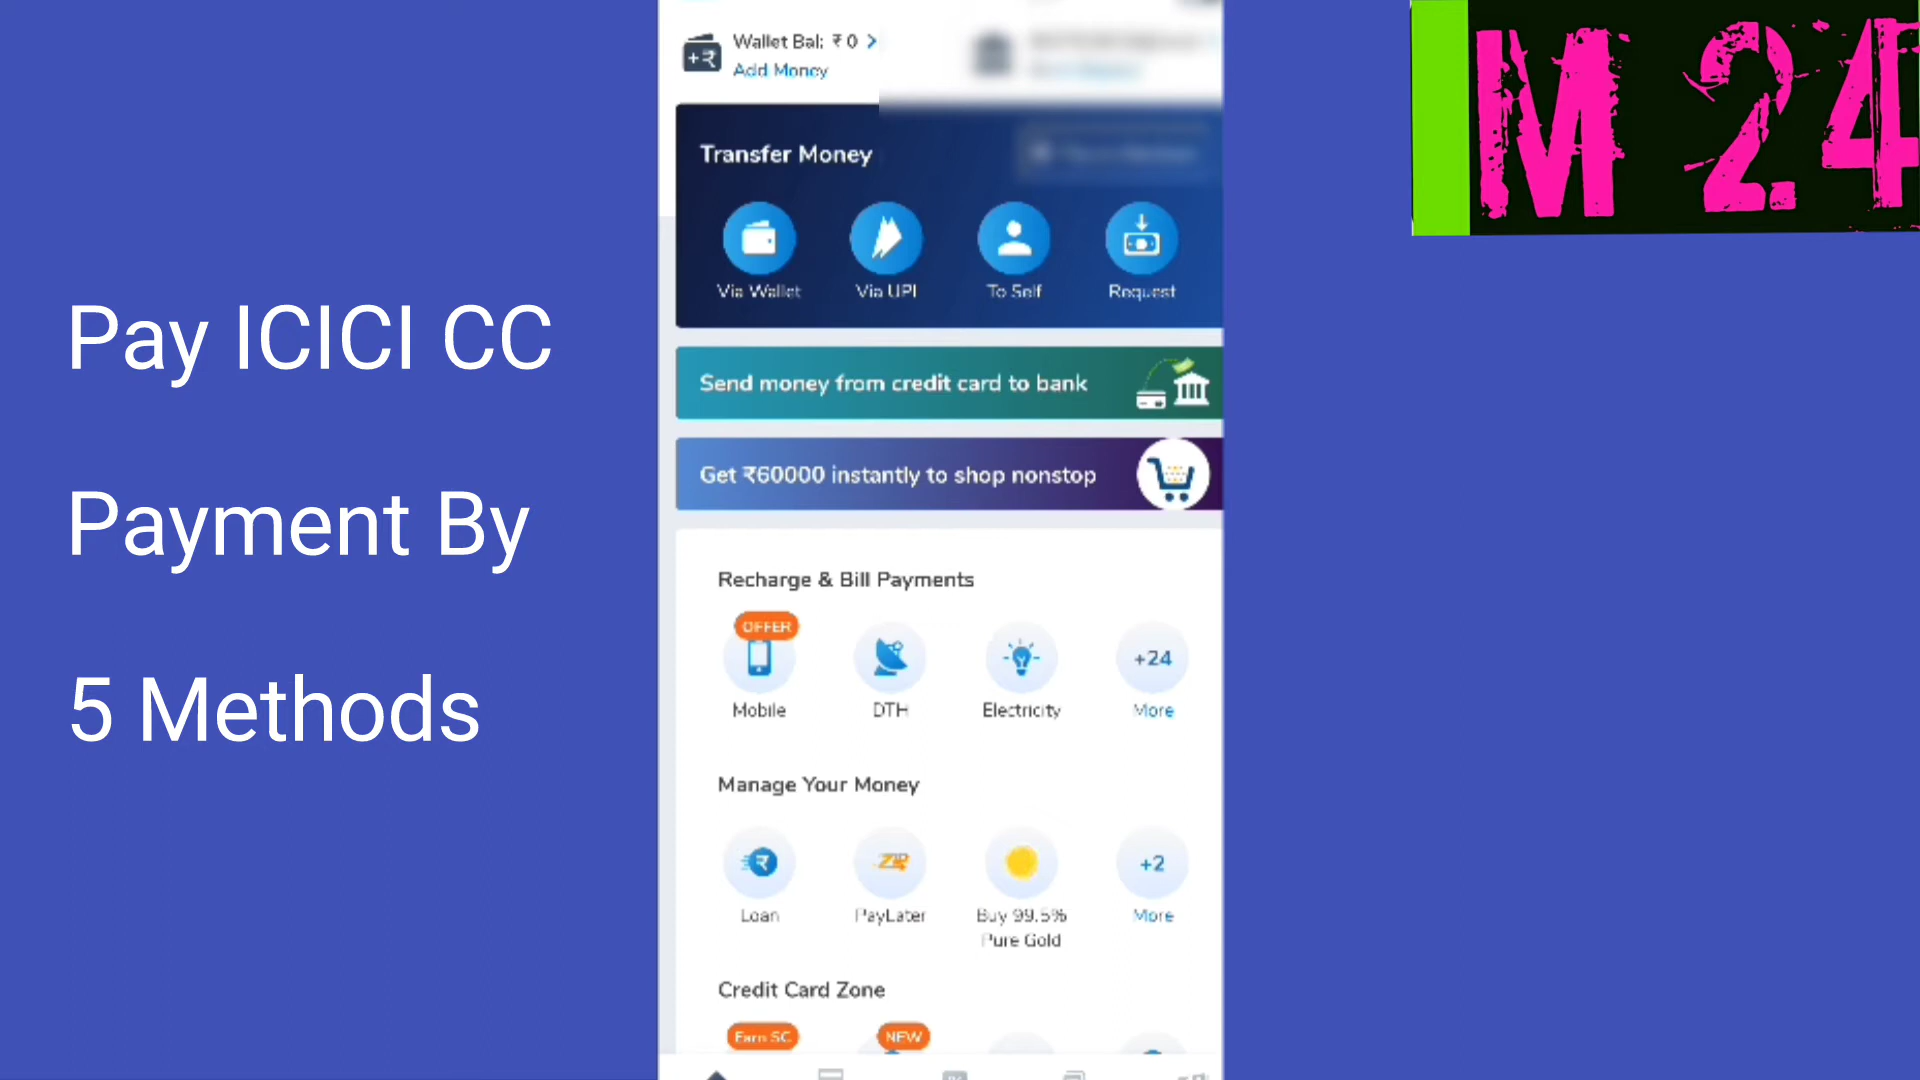 M 24
Wallet Bal: ₹ 0
Add Money
Transfer Money
Via Wallet
Via UPI
To Self
Request
Pay ICICI CC
Payment By
5 Methods
Send money from credit card to bank
Get ₹60000 instantly to shop nonstop
Recharge & Bill Payments
OFFER
Mobile
DTH
Electricity
+24
More
Manage Your Money
Loan
ZIP
PayLater
Buy 99.5%
Pure Gold
+2
More
Credit Card Zone
Earn SC
NEW